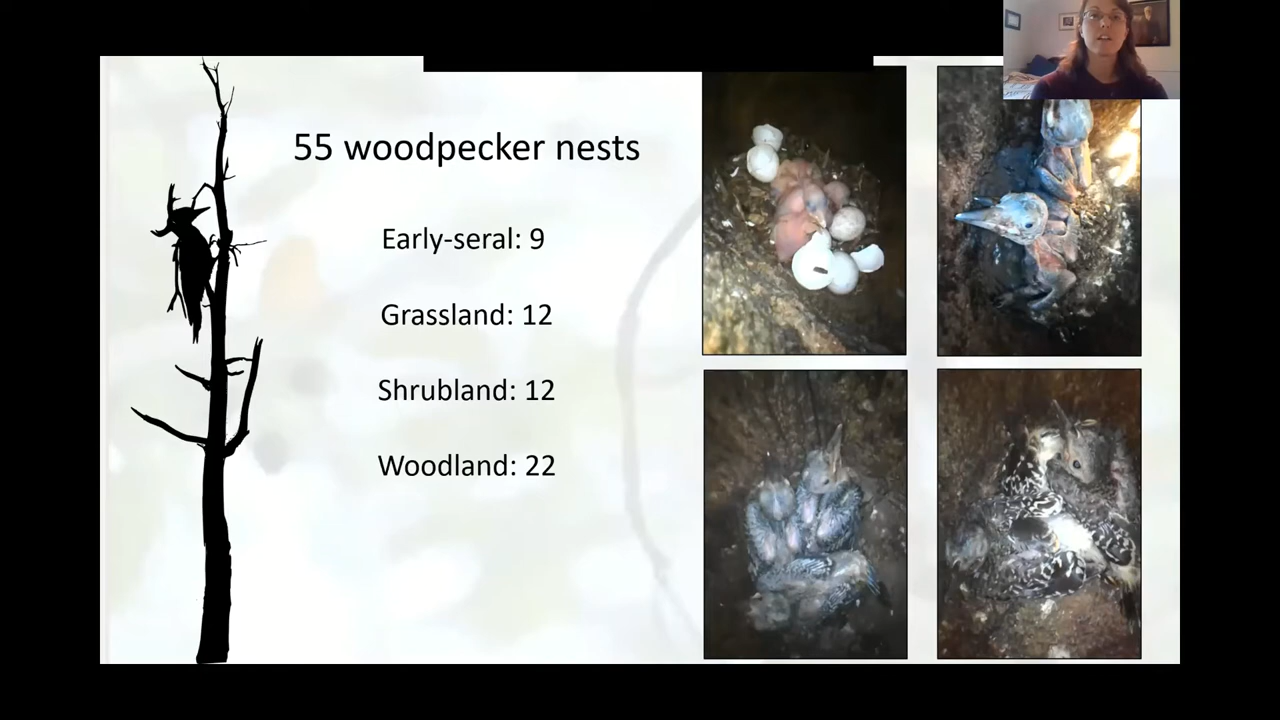 55 woodpecker nests
Early-seral: 9
Grassland: 12
Shrubland: 12
Woodland: 22